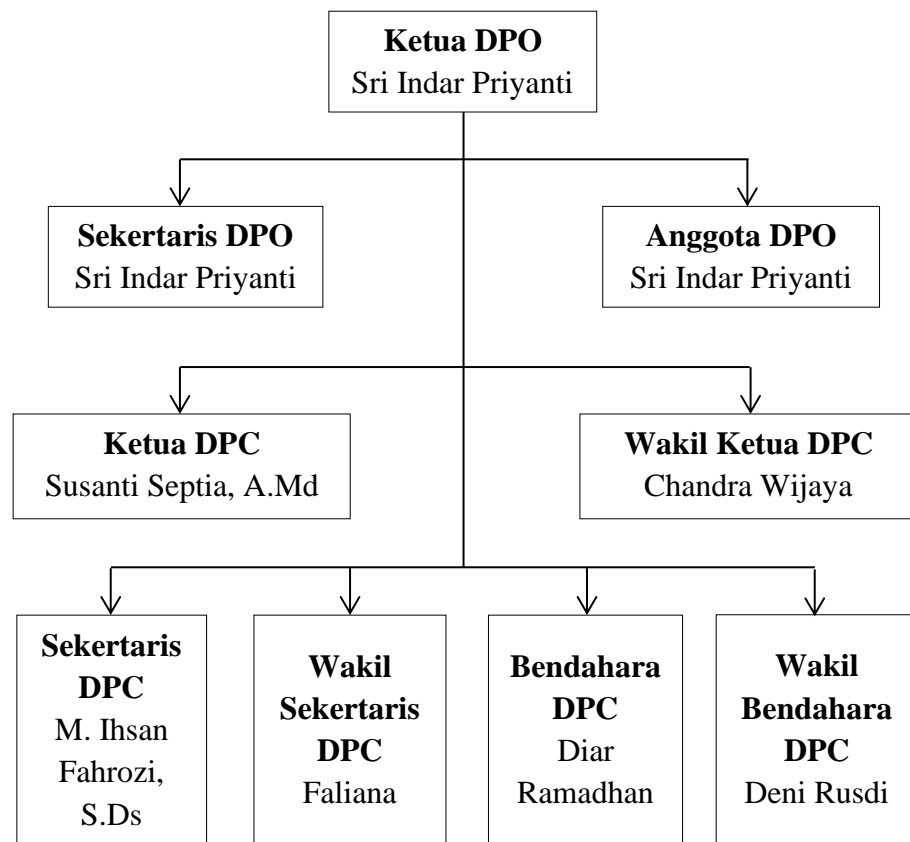 Ketua DPO
Sri Indar Priyanti
Sekertaris DPO
Sri Indar Priyanti
Anggota DPO
Sri Indar Priyanti
Ketua DPC
Susanti Septia, A.Md
Wakil Ketua DPC
Chandra Wijaya
Sekertaris
DPC
M. Ihsan
Fahrozi,
S.Ds
Wakil
Sekertaris
DPC
Faliana
Bendahara
DPC
Diar
Ramadhan
Wakil
Bendahara
DPC
Deni Rusdi